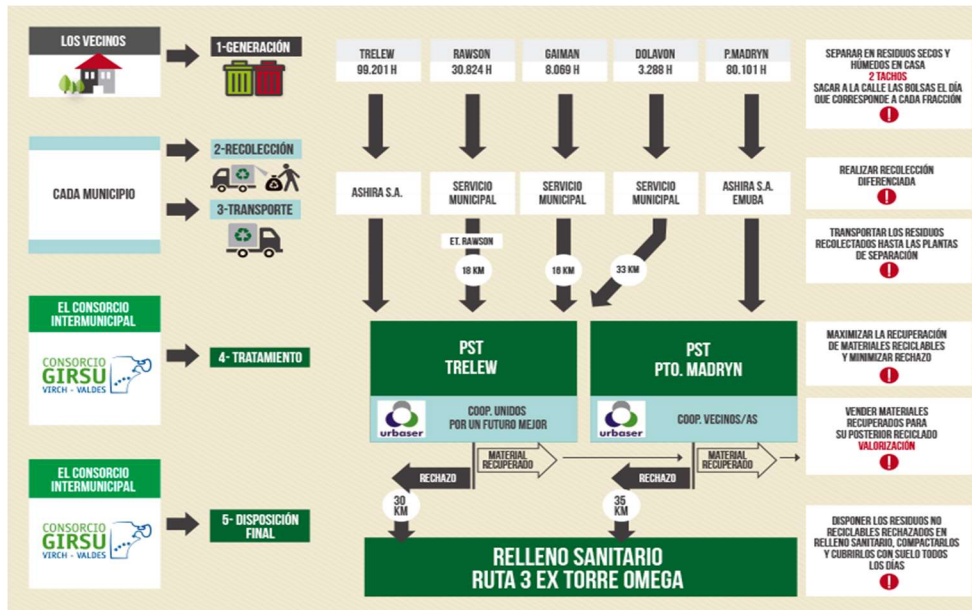 LOS VECINOS
1-GENERACIÓN
TRELEW
99.201 H
RAWSON
30.824 H
GAIMAN
8.069 H
DOLAVON
3.288 H
P.MADRYN
80.101 H
SEPARAR EN RESIDUOS SECOS Y
HÚMEDOS EN CASA
2 TACHOS
SACAR A LA CALLE LAS BOLSAS EL DÍA
QUE CORRESPONDE A CADA FRACCIÓN
!
CADA MUNICIPIO
2-RECOLECCIÓN
3-TRANSPORTE
ASHIRA S.A.
SERVICIO
MUNICIPAL
SERVICIO
MUNICIPAL
SERVICIO
MUNICIPAL
ASHIRA S.A.
EMUBA
REALIZAR RECOLECCIÓN
DIFERENCIADA
!
ET. RAWSON
18 KM
16 KM
33 KM
TRANSPORTAR LOS RESIDUOS
RECOLECTADOS HASTA LAS PLANTAS
DE SEPARACIÓN
!
EL CONSORCIO
INTERMUNICIPAL
CONSORCIO
GIRSU
VIRCH - VALDES
4- TRATAMIENTO
PST
TRELEW
urbaser
COOP. UNIDOS
POR UN FUTURO MEJOR
PST
PTO. MADRYN
urbaser
COOP. VECINOS/AS
MAXIMIZAR LA RECUPERACIÓN
DE MATERIALES RECICLABLES
Y MINIMIZAR RECHAZO
!
MATERIAL
RECUPERADO
RECHAZO
30
KM
MATERIAL
RECUPERADO
RECHAZO
35
KM
VENDER MATERIALES
RECUPERADOS PARA
SU POSTERIOR RECICLADO
VALORIZACIÓN
!
EL CONSORCIO
INTERMUNICIPAL
CONSORCIO
GIRSU
VIRCH - VALDES
5- DISPOSICIÓN
FINAL
RELLENO SANITARIO
RUTA 3 EX TORRE OMEGA
DISPONER LOS RESIDUOS NO
RECICLABLES RECHAZADOS EN
RELLENO SANITARIO, COMPACTARLOS
Y CUBRIRLOS CON SUELO TODOS
LOS DÍAS
!